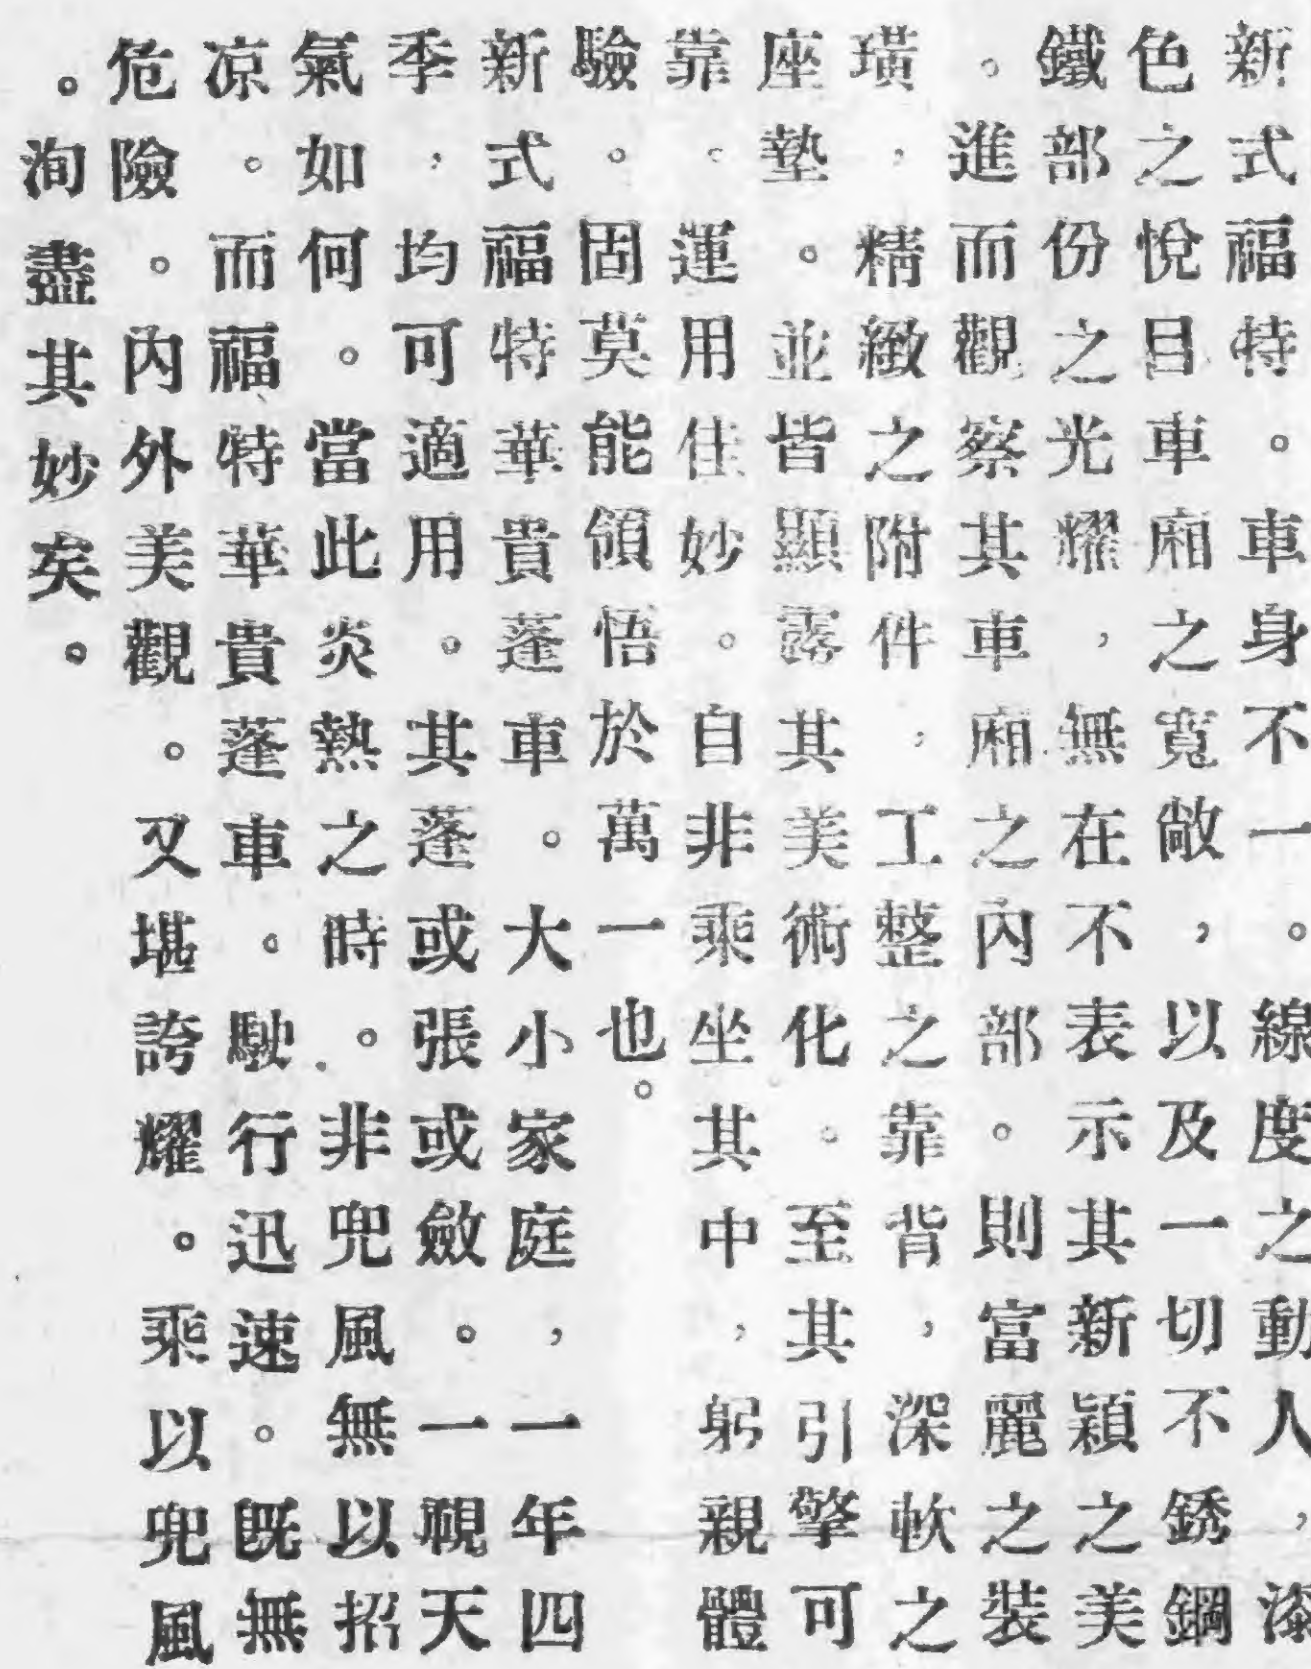 新式福特。車身不一。線度之動人，漆
色之悅目車廂之寬敞，以及一切不銹鋼
鐵部份之光耀，無在不表示其新穎之美
。進而觀察其車廂之內部。則富麗之裝
璜，精緻之附件，工整之靠背，深軟之
座墊。並皆顯露其美術化。至其引擎可
靠。運用佳妙。自非乘坐其中，躬親體
驗。固莫能領悟於萬一也。
新式福特華貴蓬車。大小家庭，一年四
季，均可適用。其蓬或張或斂。一視天
氣如何。當此炎熱之時。非兜風無以招
凉。而福特華貴蓬車。駛行迅速。既無
危險。內外美觀。又堪誇耀。乘以兜風
。洵盡其妙矣。